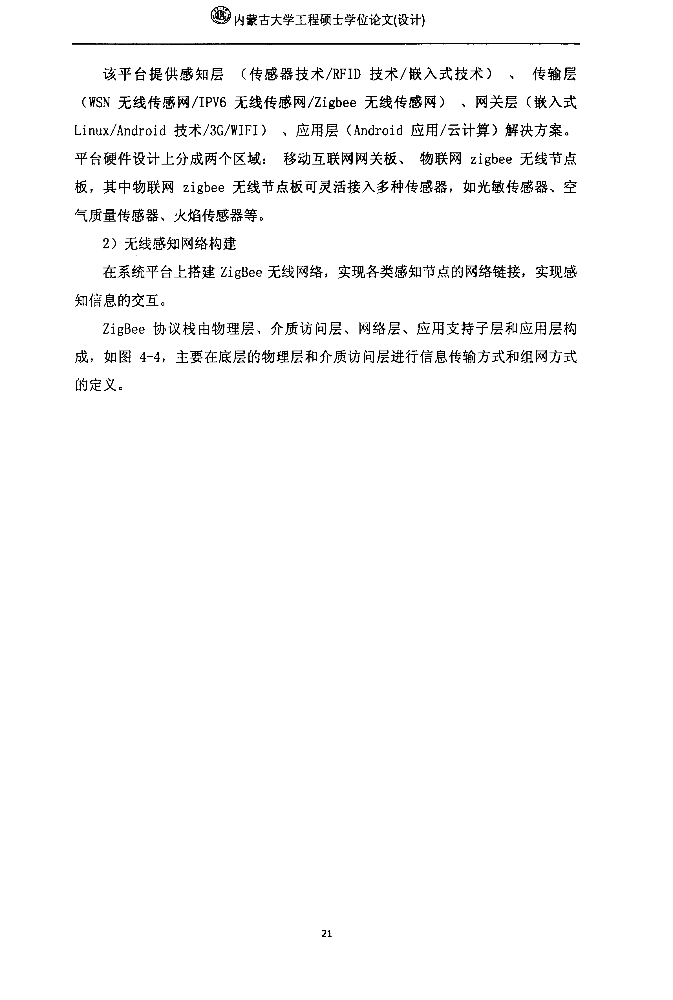 内蒙古大学工程硕士学位论文(设计)
该平台提供感知层 （传感器技术/RFID 技术/嵌入式技术） 、 传输层
（WSN 无线传感网/IPV6 无线传感网/Zigbee 无线传感网） 、网关层（嵌入式
Linux/Android 技术/3G/WIFI） 、应用层（Android 应用/云计算）解决方案。
平台硬件设计上分成两个区域： 移动互联网网关板、 物联网 zigbee 无线节点
板，其中物联网 zigbee 无线节点板可灵活接入多种传感器，如光敏传感器、空
气质量传感器、火焰传感器等。
2）无线感知网络构建
在系统平台上搭建 ZigBee 无线网络，实现各类感知节点的网络链接，实现感
知信息的交互。
ZigBee 协议栈由物理层、介质访问层、网络层、应用支持子层和应用层构
成，如图 4-4，主要在底层的物理层和介质访问层进行信息传输方式和组网方式
的定义。
21